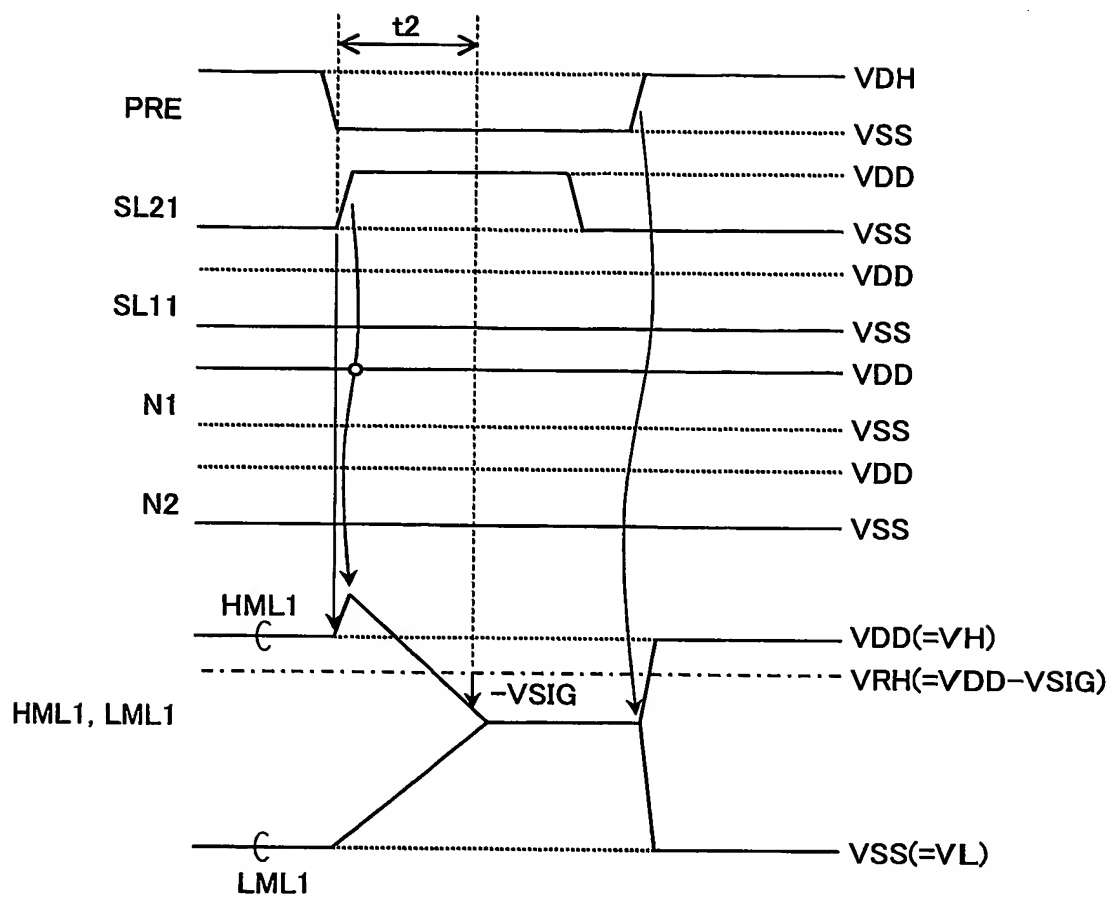 t2
PRE
VDH
VSS
SL21
VDD
VSS
SL11
VDD
VSS
N1
VDD
VSS
N2
VDD
VSS
HML1
VDD(=VH)
VRH(=VDD-VSIG)
-VSIG
HML1, LML1
VSS(=VL)
LML1